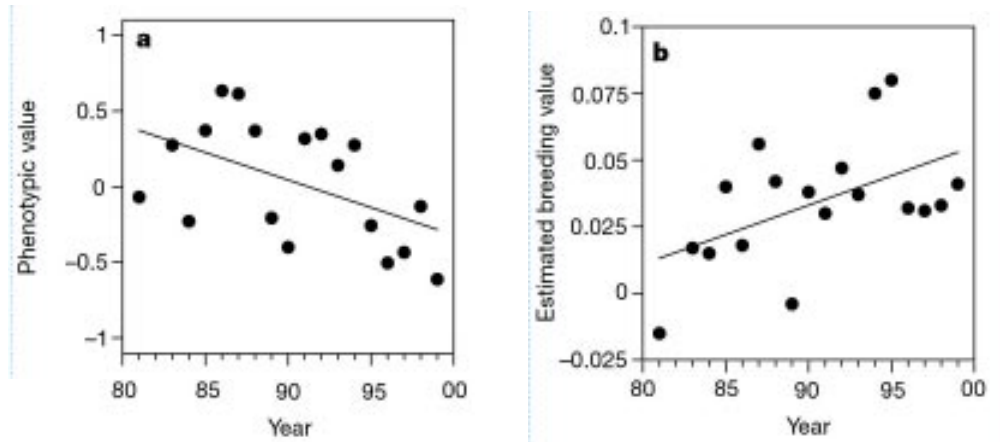 a
Phenotypic value
1
0.5
0
−0.5
−1
80 85 90 95 00
Year
b
Estimated breeding value
0.1
0.075
0.05
0.025
0
−0.025
80 85 90 95 00
Year